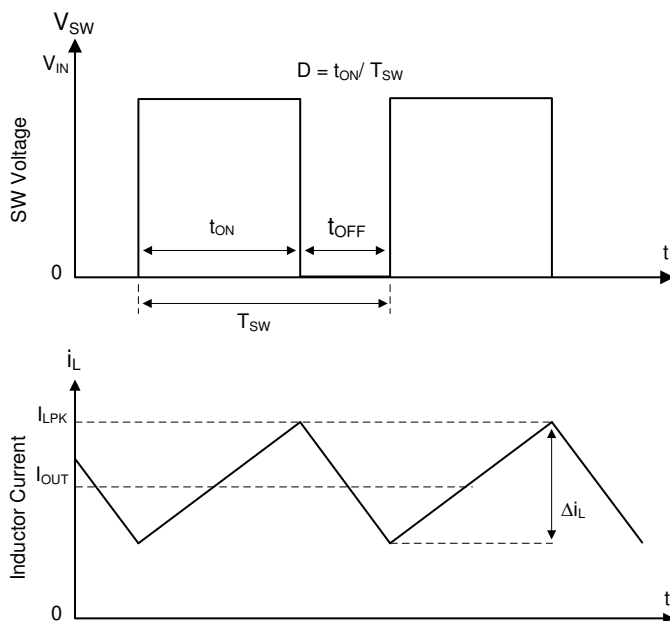 V_SW
V_IN
D = t_ON/ T_SW
SW Voltage
t_ON
t_OFF
0
t
T_SW
i_L
I_LPK
I_OUT
Inductor Current
Δi_L
0
t